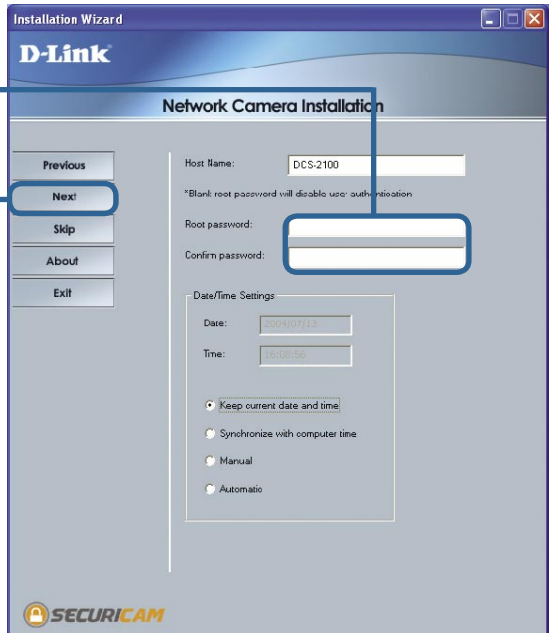 Installation Wizard
D-Link
Network Camera Installation
Previous
Next
Skip
About
Exit
Host Name: DCS-2100
*Blank root password will disable user authentication
Root password:
Confirm password:
Date/Time Settings
Date: 2004/07/13
Time: 16:05:56
Keep current date and time
Synchronize with computer time
Manual
Automatic
SECURICAM